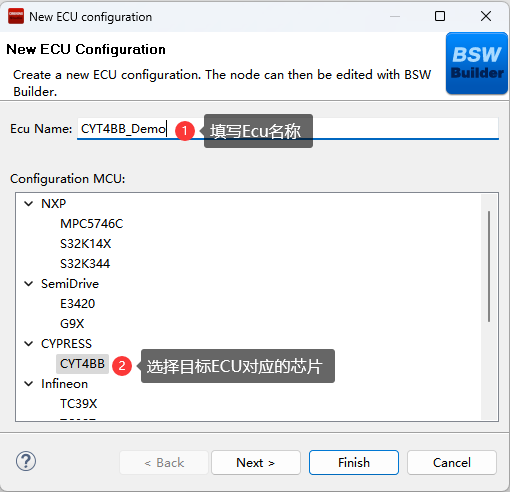 New ECU configuration
New ECU Configuration
Create a new ECU configuration. The node can then be edited with BSW
Builder.
BSW
Builder
Ecu Name: CYT4BB_Demo 1 填写Ecu名称
Configuration MCU:
NXP
MPC5746C
S32K14X
S32K344
SemiDrive
E3420
G9X
CYPRESS
CYT4BB 2 选择目标ECU对应的芯片
Infineon
TC39X
? < Back Next > Finish Cancel